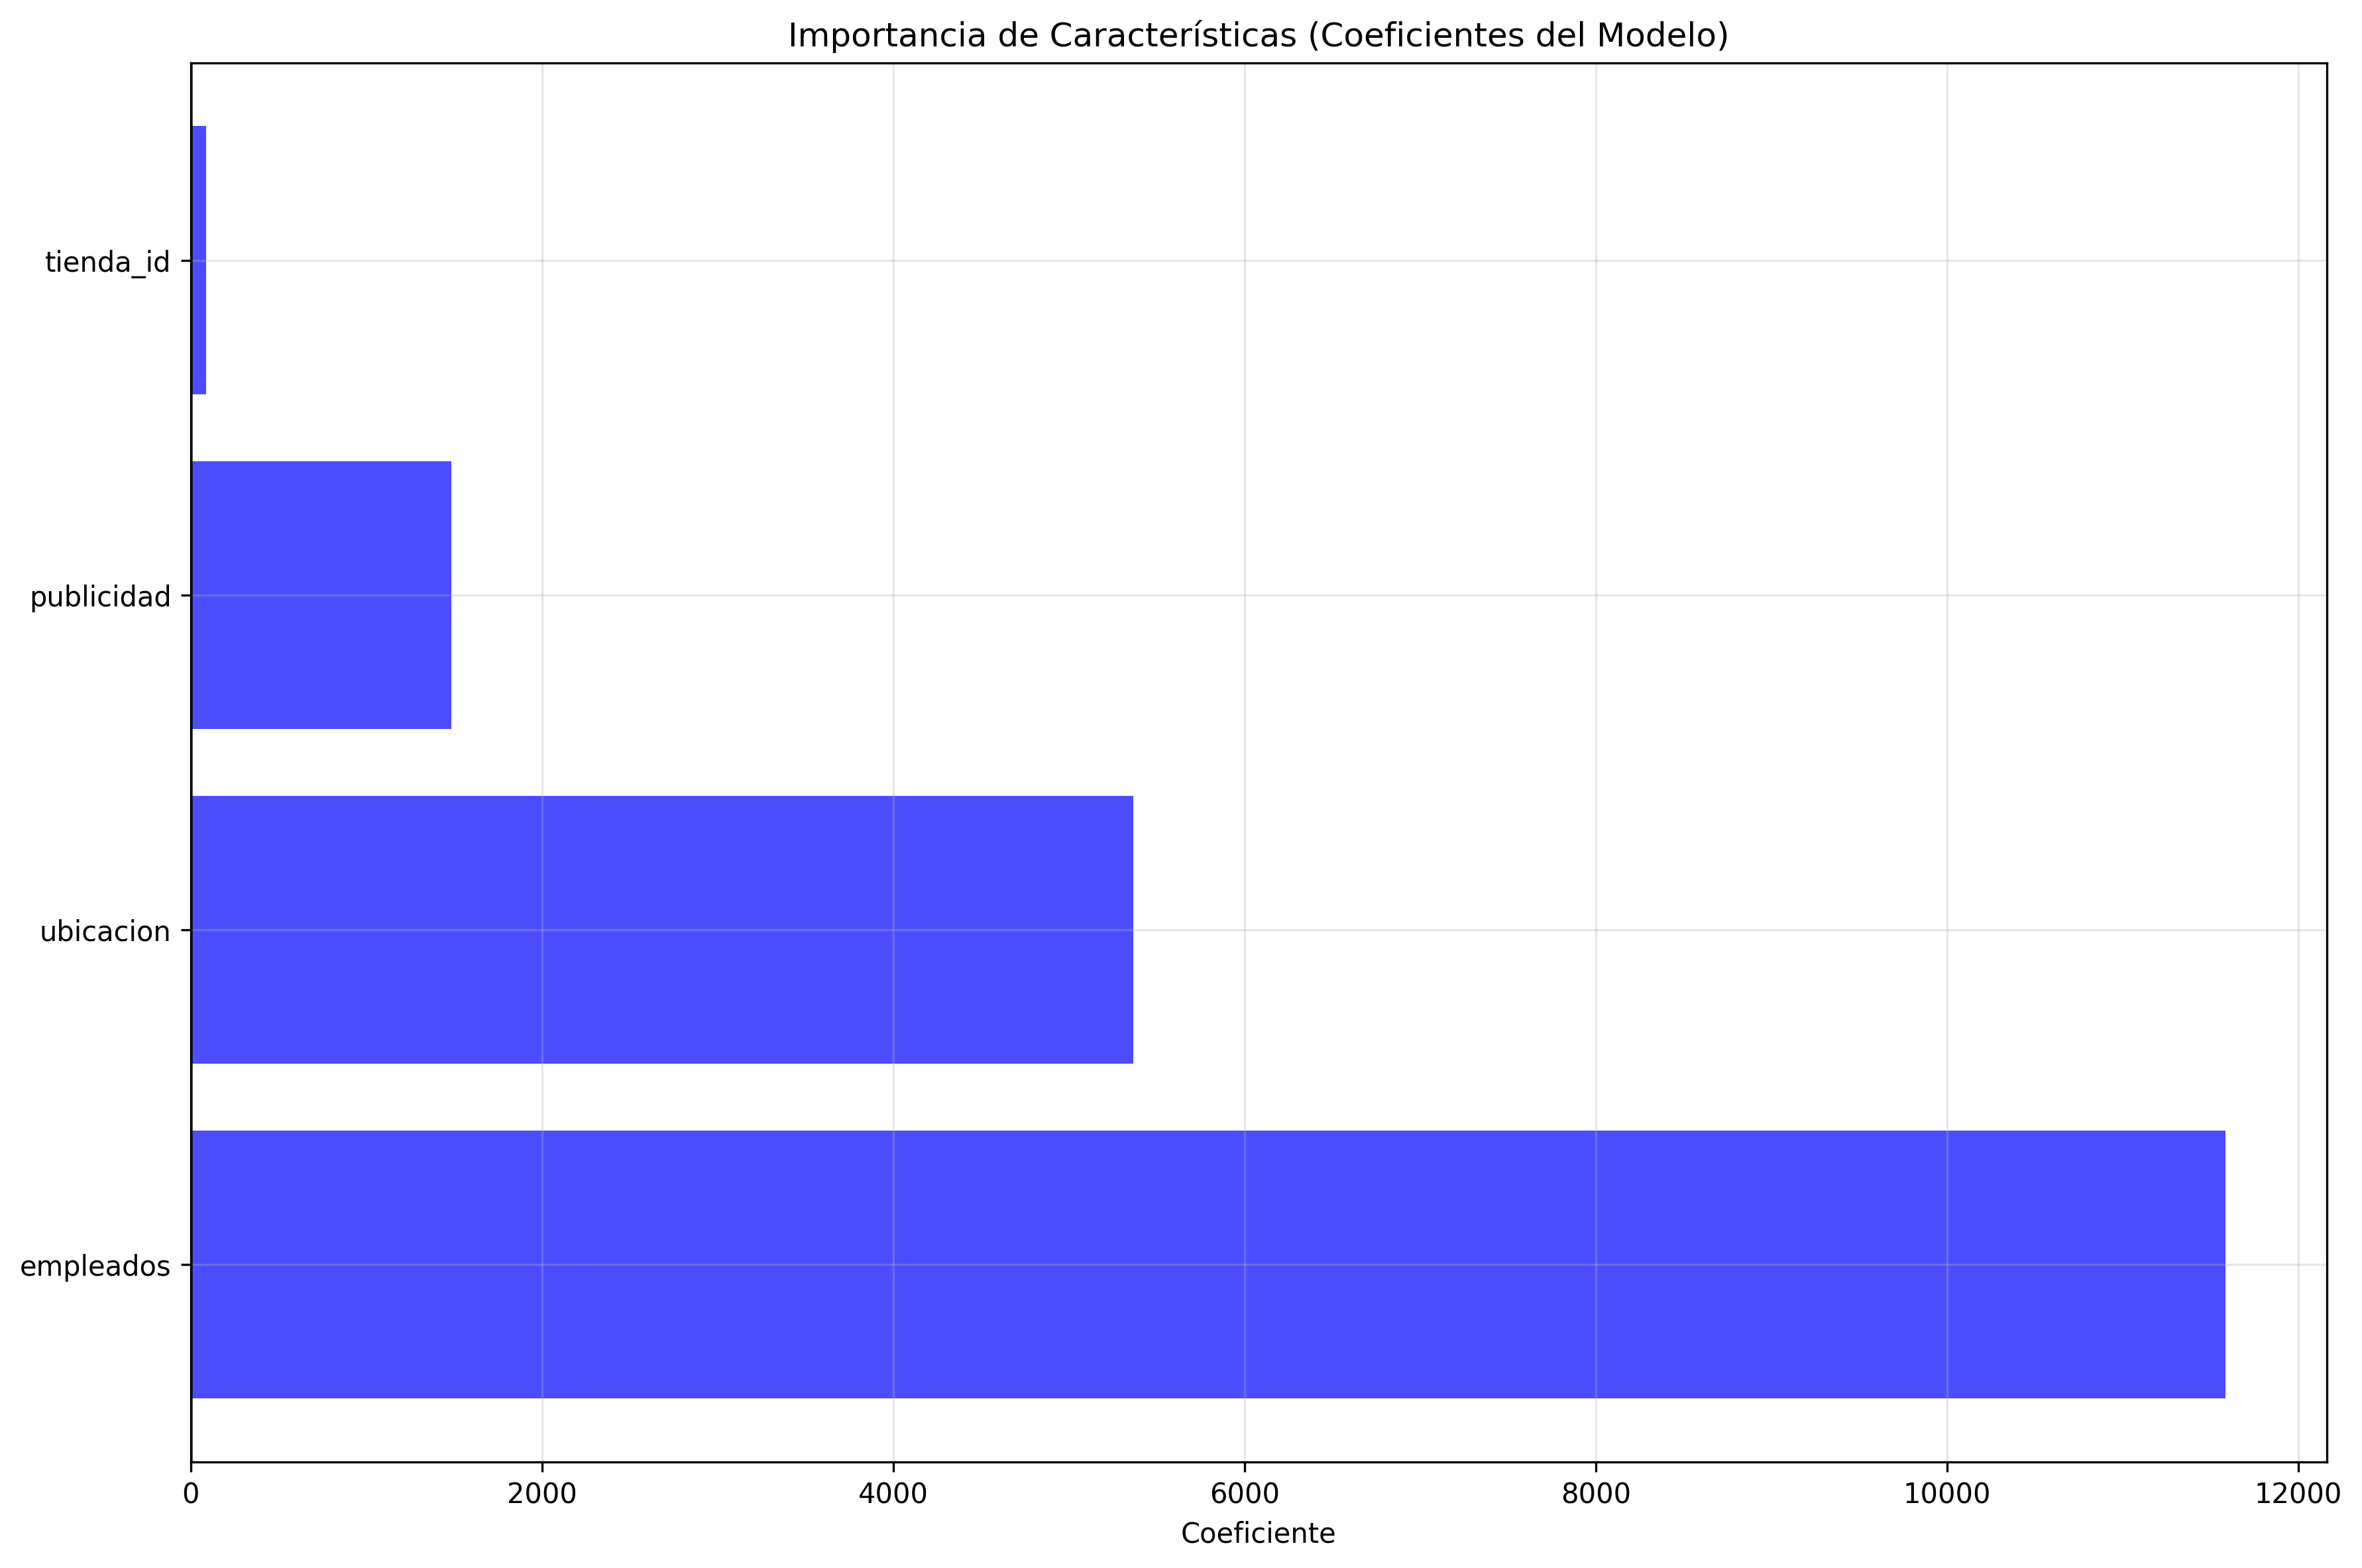 Importancia de Características (Coeficientes del Modelo)
tienda_id
publicidad
ubicacion
empleados
0 2000 4000 6000 8000 10000 12000
Coeficiente